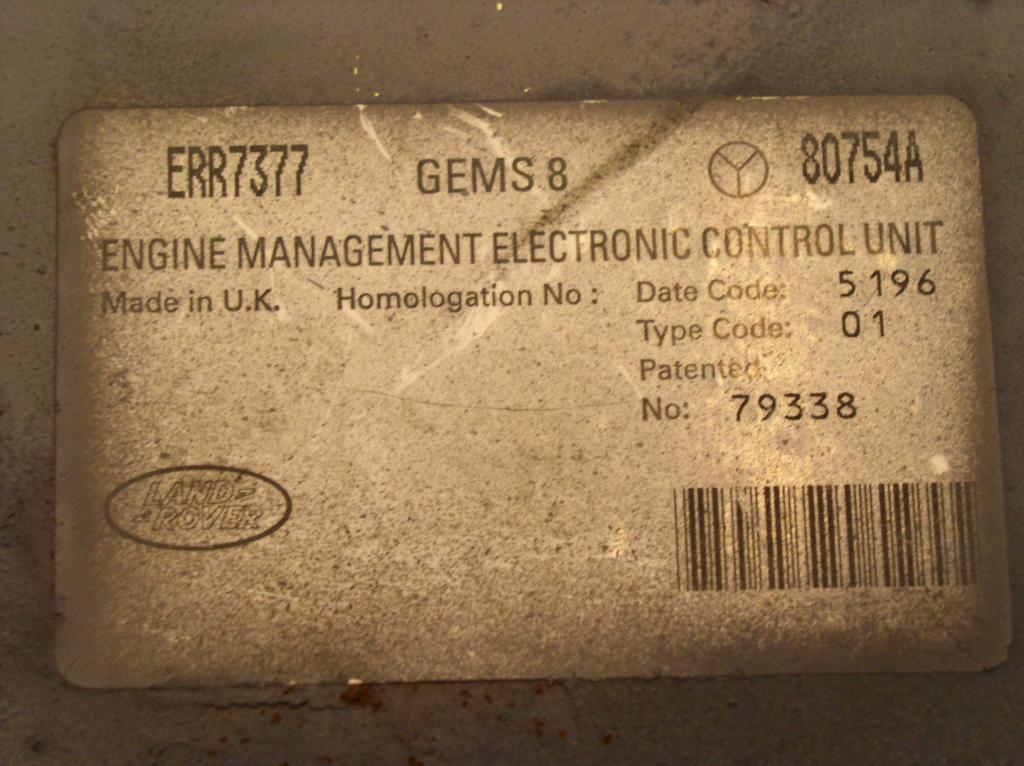 ERR7377 GEMS 8 80754A
ENGINE MANAGEMENT ELECTRONIC CONTROL UNIT
Made in U.K. Homologation No : Date Code: 5196
Type Code: 01
Patented
No: 79338
LAND-
-ROVER